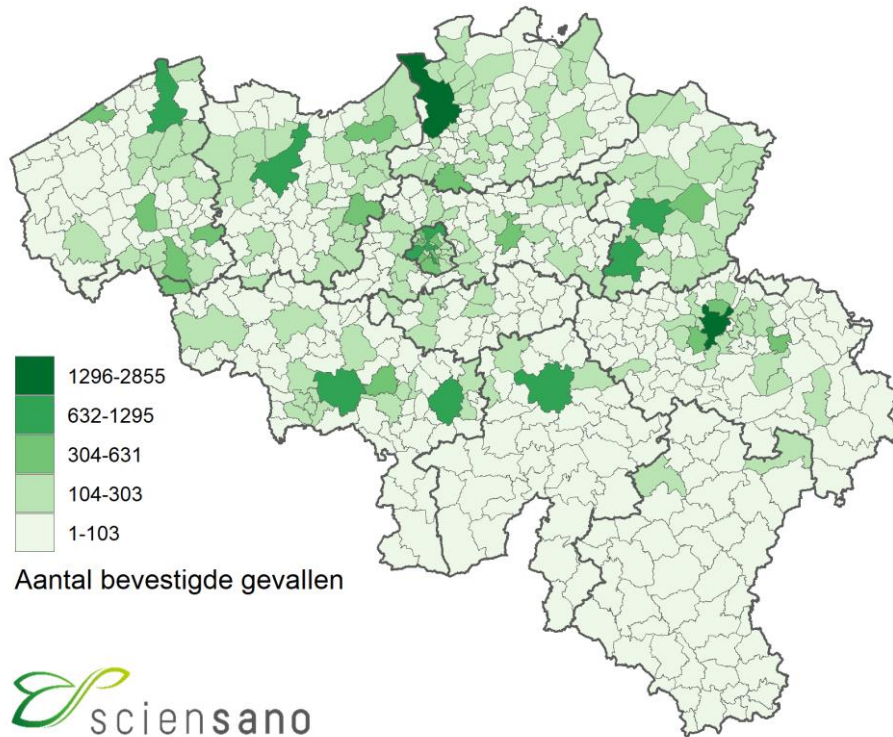 1296-2855
632-1295
304-631
104-303
1-103
Aantal bevestigde gevallen
sciensano